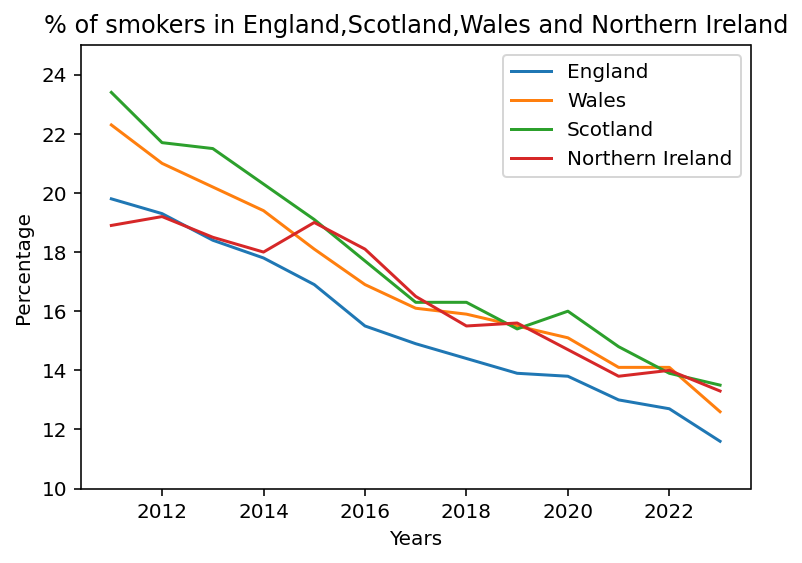 % of smokers in England,Scotland,Wales and Northern Ireland
England
Wales
Scotland
Northern Ireland
Percentage
24
22
20
18
16
14
12
10
2012 2014 2016 2018 2020 2022
Years